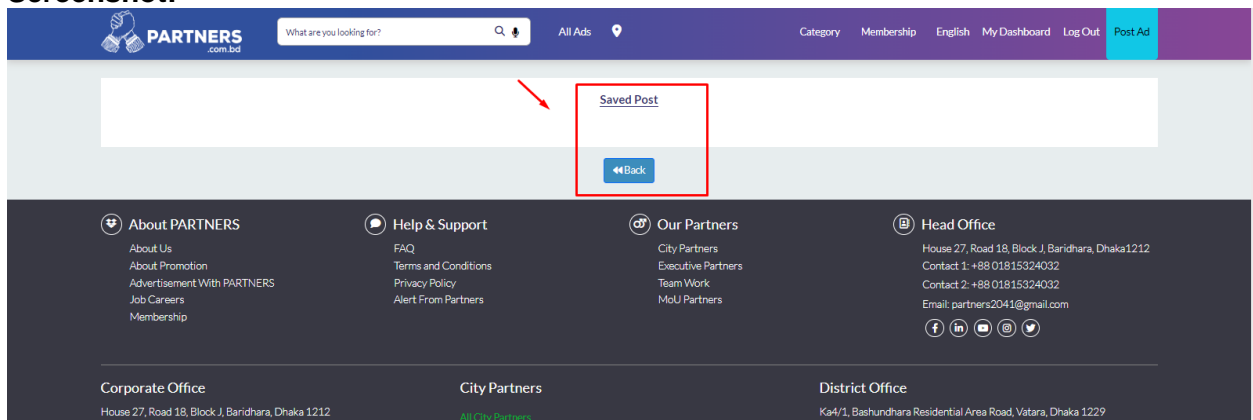 Screenshot:
PARTNERS
.com.bd
What are you looking for?
All Ads
Category
Membership
English
My Dashboard
Log Out
Post Ad
Saved Post
Back
About PARTNERS
About Us
About Promotion
Advertisement With PARTNERS
Job Careers
Membership
Help & Support
FAQ
Terms and Conditions
Privacy Policy
Alert From Partners
Our Partners
City Partners
Executive Partners
Team Work
MoU Partners
Head Office
House 27, Road 18, Block J, Baridhara, Dhaka1212
Contact 1: +88 01815324032
Contact 2: +88 01815324032
Email: partners2041@gmail.com
Corporate Office
House 27, Road 18, Block J, Baridhara, Dhaka 1212
City Partners
All City Partners
District Office
Ka4/1, Bashundhara Residential Area Road, Vatara, Dhaka 1229